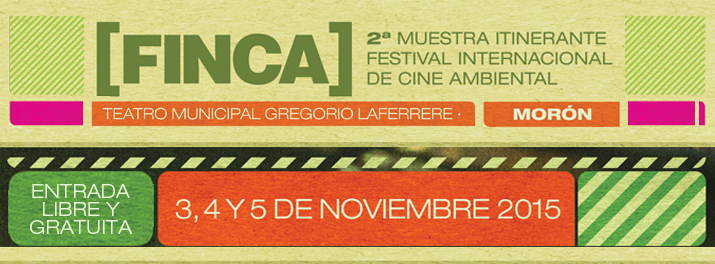 [FINCA]
2ª MUESTRA ITINERANTE
FESTIVAL INTERNACIONAL
DE CINE AMBIENTAL
TEATRO MUNICIPAL GREGORIO LAFERRERE ·
MORÓN
ENTRADA
LIBRE Y
GRATUITA
3, 4 Y 5 DE NOVIEMBRE 2015